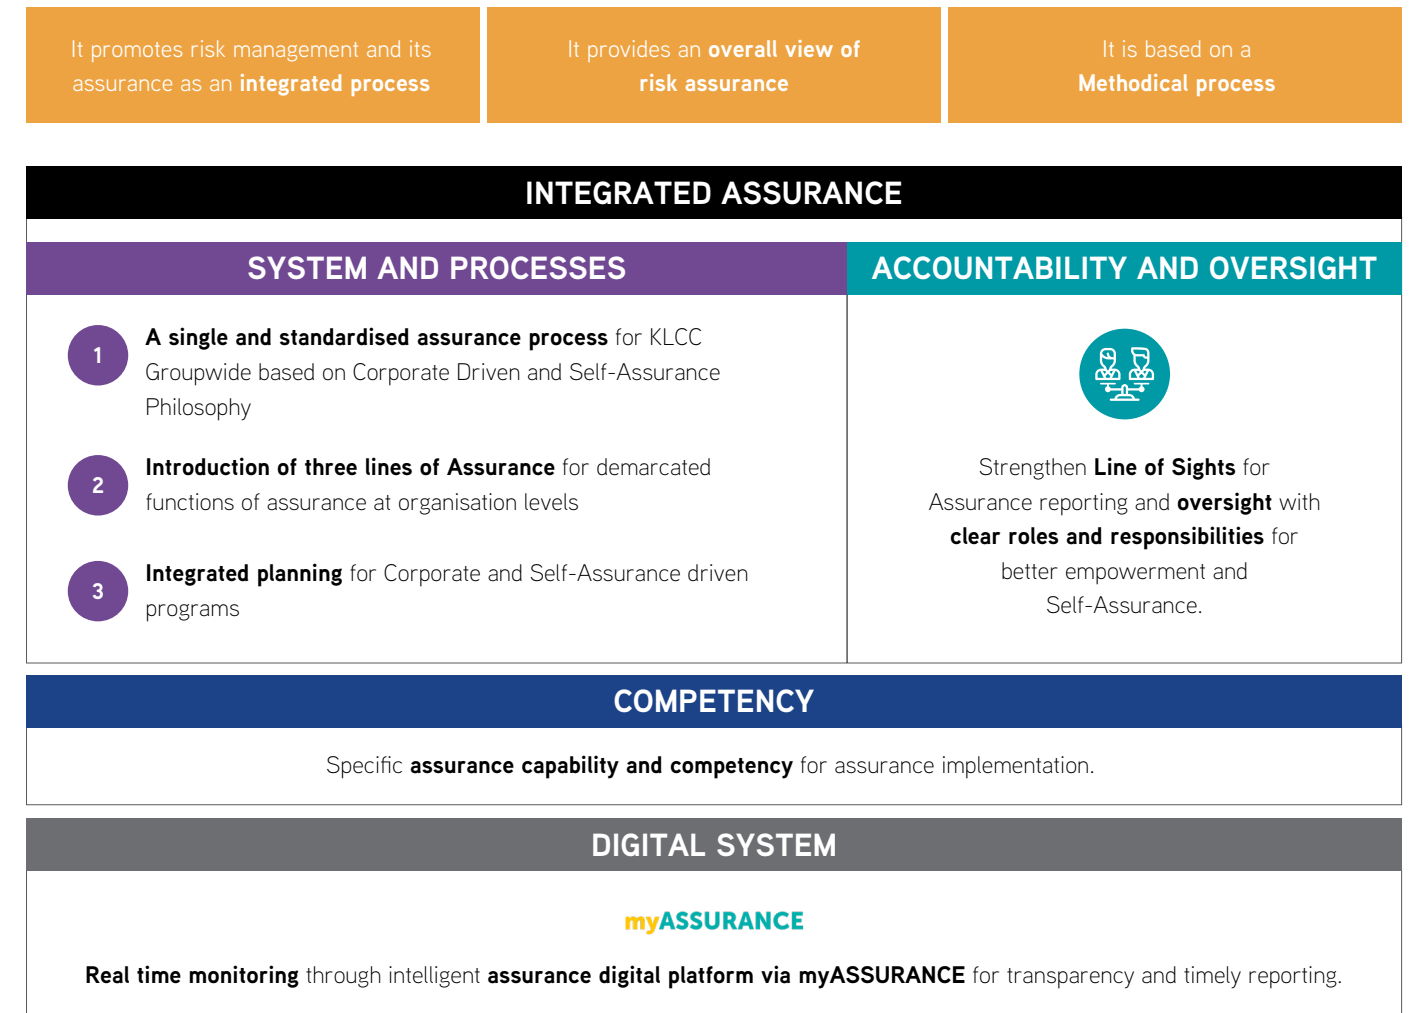 It promotes risk management and its
assurance as an integrated process
It provides an overall view of
risk assurance
It is based on a
Methodical process
INTEGRATED ASSURANCE
SYSTEM AND PROCESSES
1
A single and standardised assurance process for KLCC
Groupwide based on Corporate Driven and Self-Assurance
Philosophy
2
Introduction of three lines of Assurance for demarcated
functions of assurance at organisation levels
3
Integrated planning for Corporate and Self-Assurance driven
programs
ACCOUNTABILITY AND OVERSIGHT
Strengthen Line of Sights for
Assurance reporting and oversight with
clear roles and responsibilities for
better empowerment and
Self-Assurance.
COMPETENCY
Specific assurance capability and competency for assurance implementation.
DIGITAL SYSTEM
myASSURANCE
Real time monitoring through intelligent assurance digital platform via myASSURANCE for transparency and timely reporting.